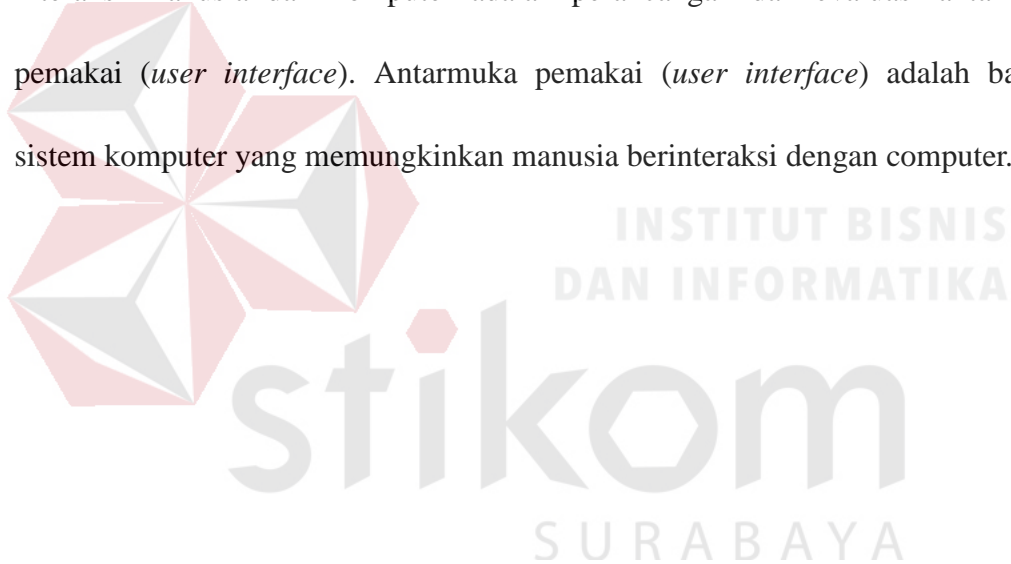 pemakai (user interface). Antarmuka pemakai (user interface) adalah
sistem komputer yang memungkinkan manusia berinteraksi dengan computer.
INSTITUT BISNIS
DAN INFORMATIKA
stikom
SURABAYA